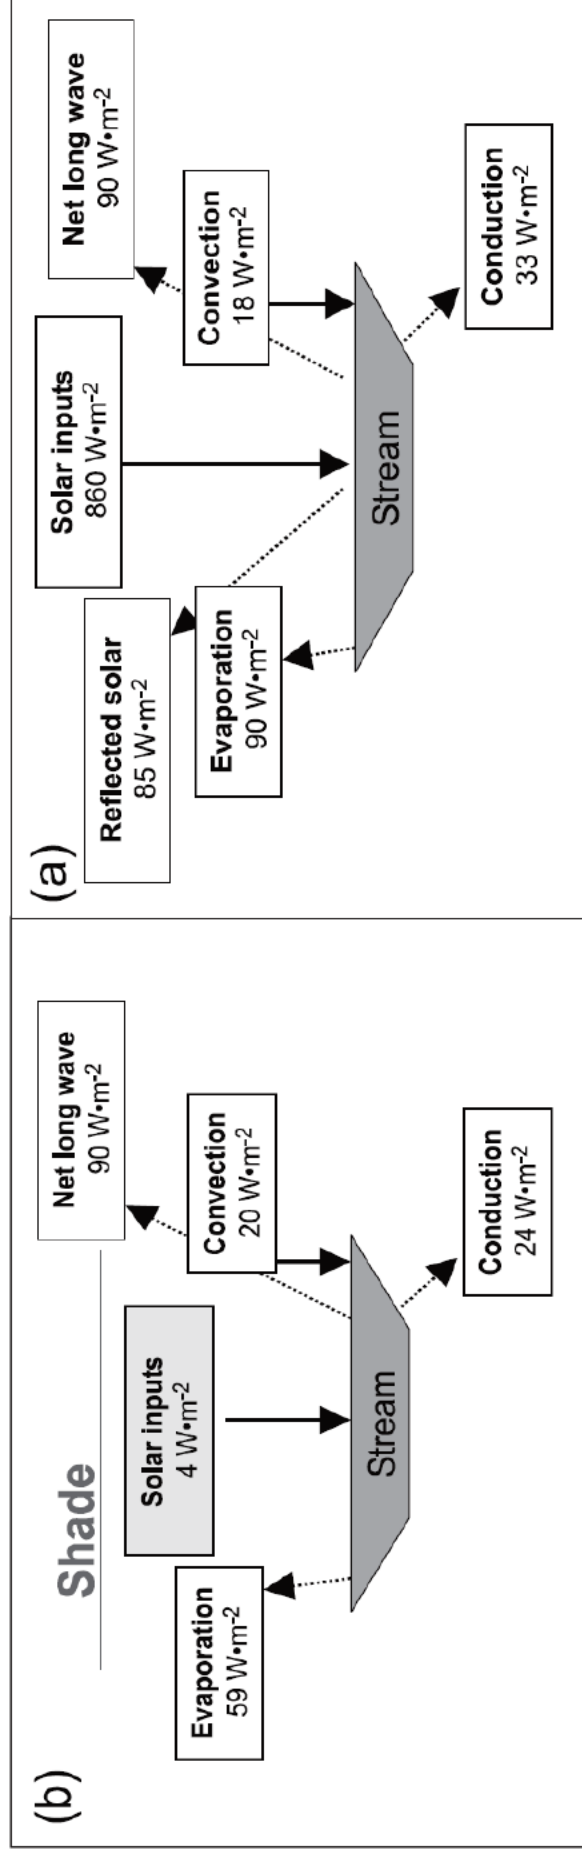 (a)
Reflected solar
85 W•m-2
Evaporation
90 W•m-2
Solar inputs
860 W•m-2
Net long wave
90 W•m-2
Convection
18 W•m-2
Stream
Conduction
33 W•m-2
(b)
Shade
Evaporation
59 W•m-2
Solar inputs
4 W•m-2
Net long wave
90 W•m-2
Convection
20 W•m-2
Stream
Conduction
24 W•m-2